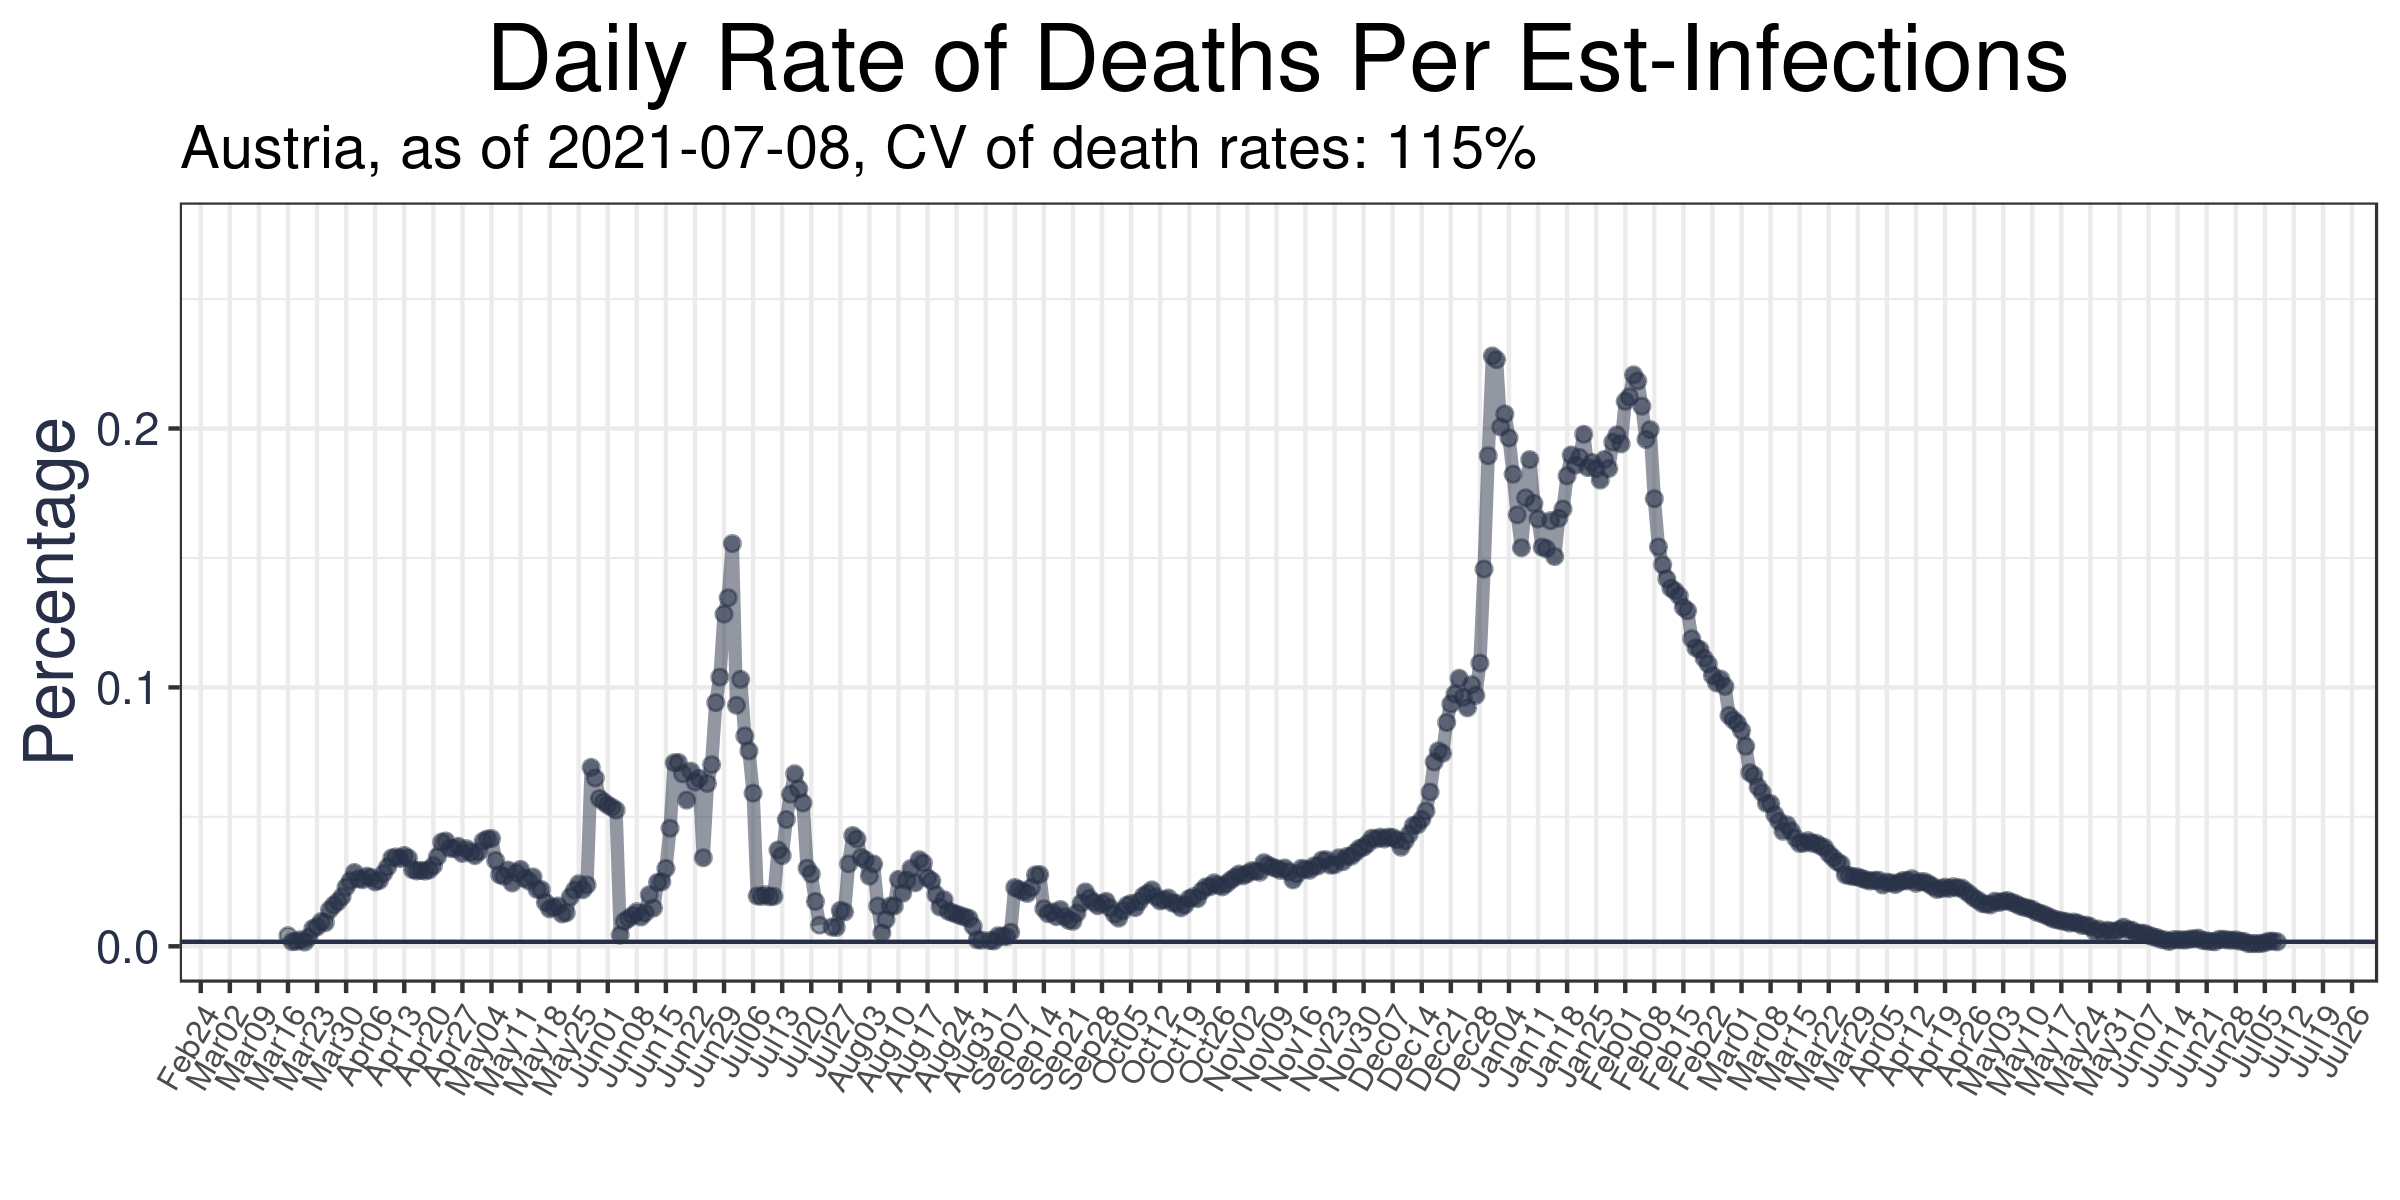 Daily Rate of Deaths Per Est-Infections
Austria, as of 2021-07-08, CV of death rates: 115%
Percentage
0.2
0.1
0.0
Feb24
Mar02
Mar09
Mar16
Mar23
Mar30
Apr06
Apr13
Apr20
Apr27
May04
May11
May18
May25
Jun01
Jun08
Jun15
Jun22
Jun29
Jul06
Jul13
Jul20
Jul27
Aug03
Aug10
Aug17
Aug24
Aug31
Sep07
Sep14
Sep21
Sep28
Oct05
Oct12
Oct19
Oct26
Nov02
Nov09
Nov16
Nov23
Nov30
Dec07
Dec14
Dec21
Dec28
Jan04
Jan11
Jan18
Jan25
Feb01
Feb08
Feb15
Feb22
Mar01
Mar08
Mar15
Mar22
Mar29
Apr05
Apr12
Apr19
Apr26
May03
May10
May17
May24
May31
Jun07
Jun14
Jun21
Jun28
Jul05
Jul12
Jul19
Jul26